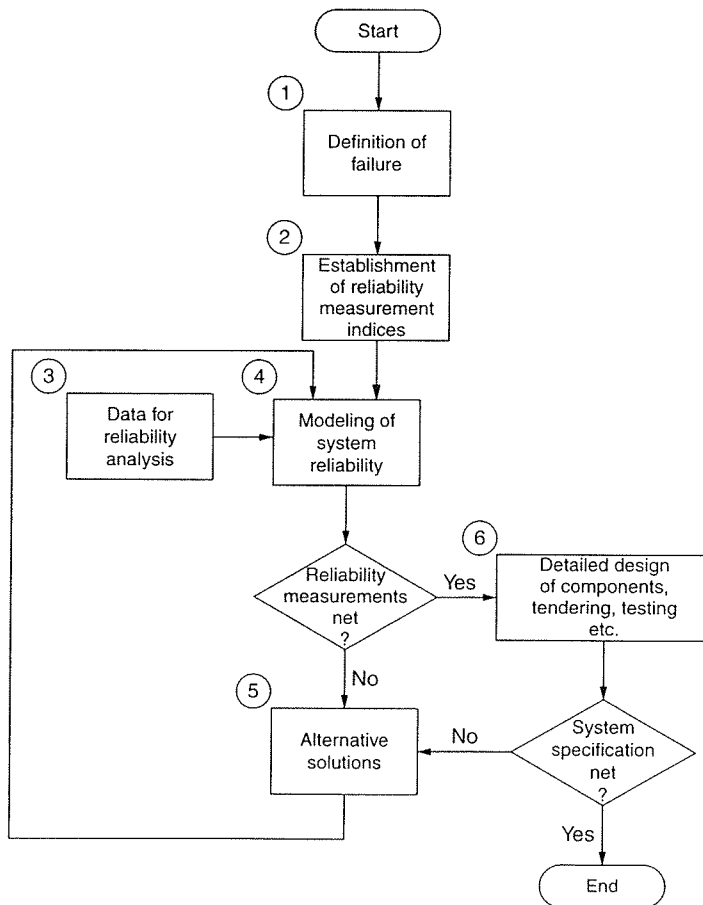 Start
1
Definition of
failure
2
Establishment
of reliability
measurement
indices
3
Data for
reliability
analysis
4
Modeling of
system
reliability
Reliability
measurements
net
?
Yes
No
6
Detailed design
of components,
tendering, testing
etc.
5
Alternative
solutions
No
System
specification
net
?
Yes
End